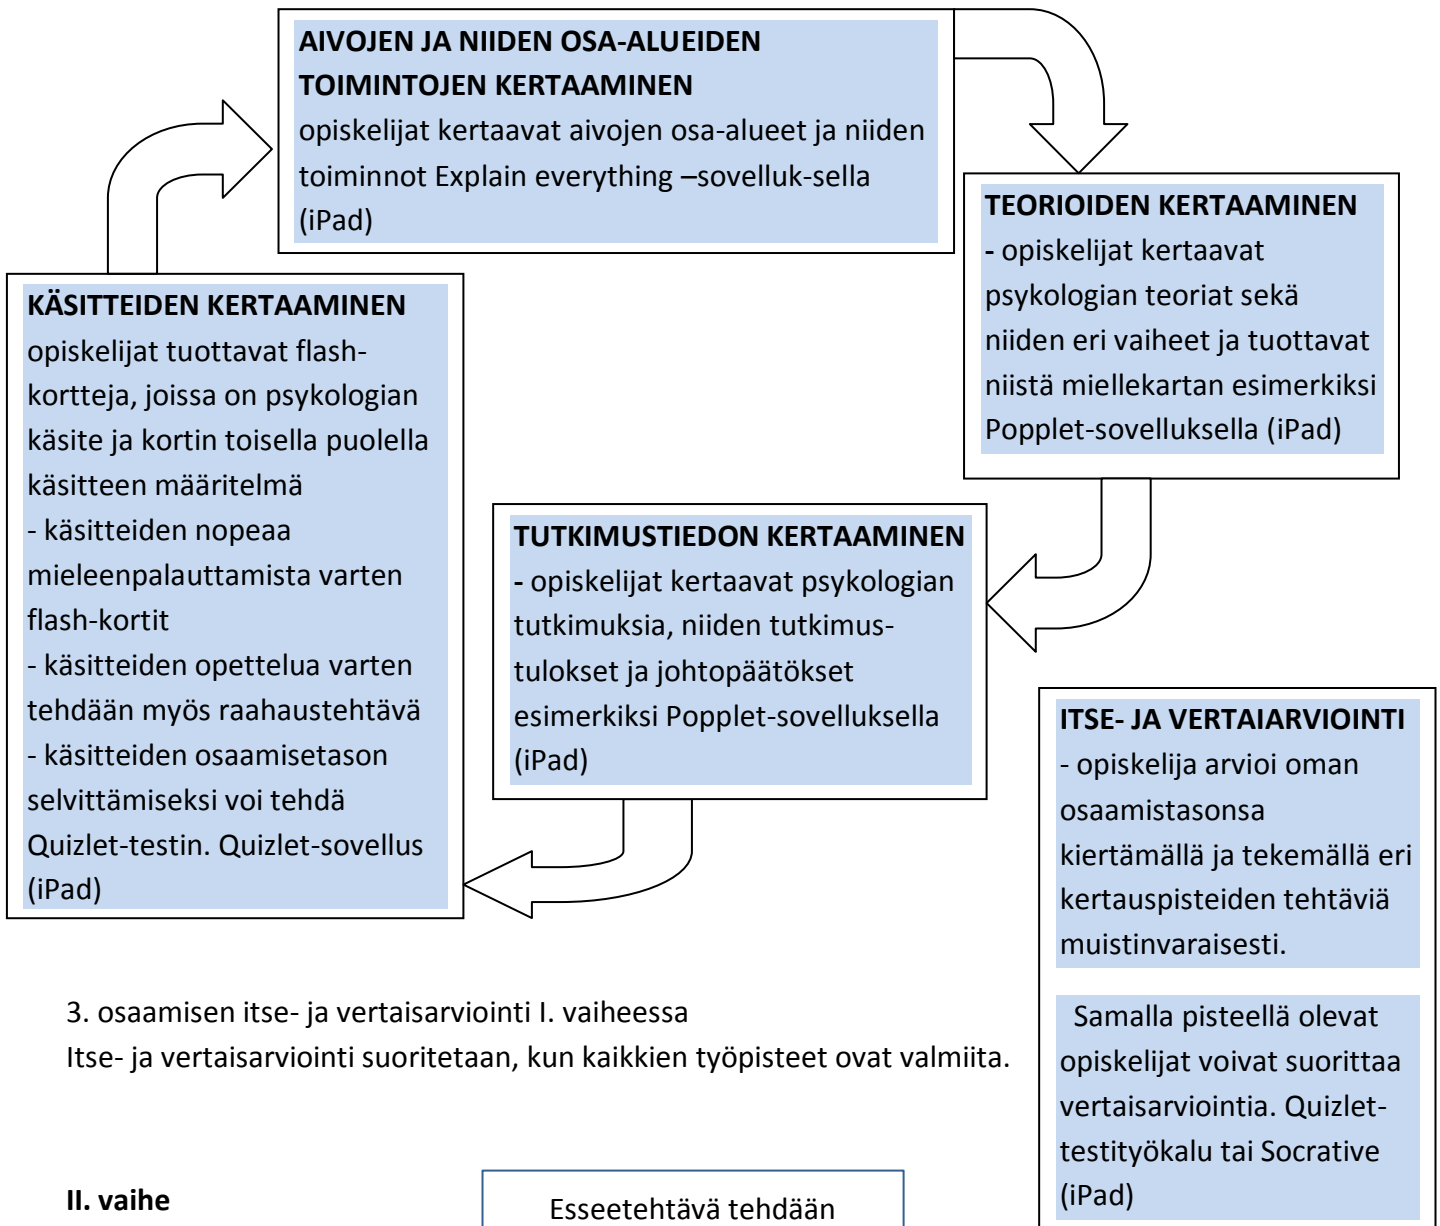 AIVOJEN JA NIIDEN OSA-ALUEIDEN
TOIMINTOJEN KERTAAMINEN
opiskelijat kertaavat aivojen osa-alueet ja niiden
toiminnot Explain everything –sovelluk-sella
(iPad)
TEORIOIDEN KERTAAMINEN
- opiskelijat kertaavat
psykologian teoriat sekä
niiden eri vaiheet ja tuottavat
niistä miellekartan esimerkiksi
Popplet-sovelluksella (iPad)
KÄSITTEIDEN KERTAAMINEN
opiskelijat tuottavat flash-
kortteja, joissa on psykologian
käsite ja kortin toisella puolella
käsitteen määritelmä
- käsitteiden nopeaa
mieleenpalauttamista varten
flash-kortit
- käsitteiden opettelua varten
tehdään myös raahaustehtävä
- käsitteiden osaamisetason
selvittämiseksi voi tehdä
Quizlet-testin. Quizlet-sovellus
(iPad)
TUTKIMUSTIEDON KERTAAMINEN
- opiskelijat kertaavat psykologian
tutkimuksia, niiden tutkimus-
tulokset ja johtopäätökset
esimerkiksi Popplet-sovelluksella
(iPad)
ITSE- JA VERTAIARVIOINTI
- opiskelija arvioi oman
osaamistasonsa
kiertämällä ja tekemällä eri
kertauspisteiden tehtäviä
muistinvaraisesti.
Samalla pisteellä olevat
opiskelijat voivat suorittaa
vertaisarviointia. Quizlet-
testityökalu tai Socrative
(iPad)
3. osaamisen itse- ja vertaisarviointi I. vaiheessa
Itse- ja vertaisarviointi suoritetaan, kun kaikkien työpisteet ovat valmiita.
II. vaihe
Esseetehtävä tehdään